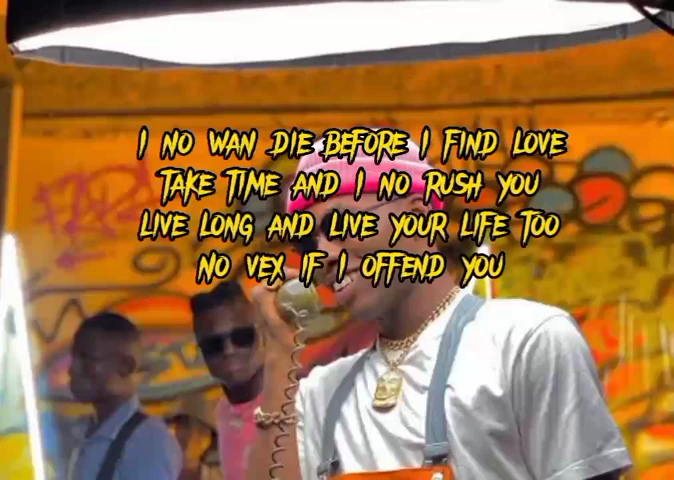 I NO WAN DIE BEFORE I FIND LOVE
TAKE TIME AND I NO RUSH YOU
LIVE LONG AND LIVE YOUR LIFE TOO
NO VEX IF I OFFEND YOU